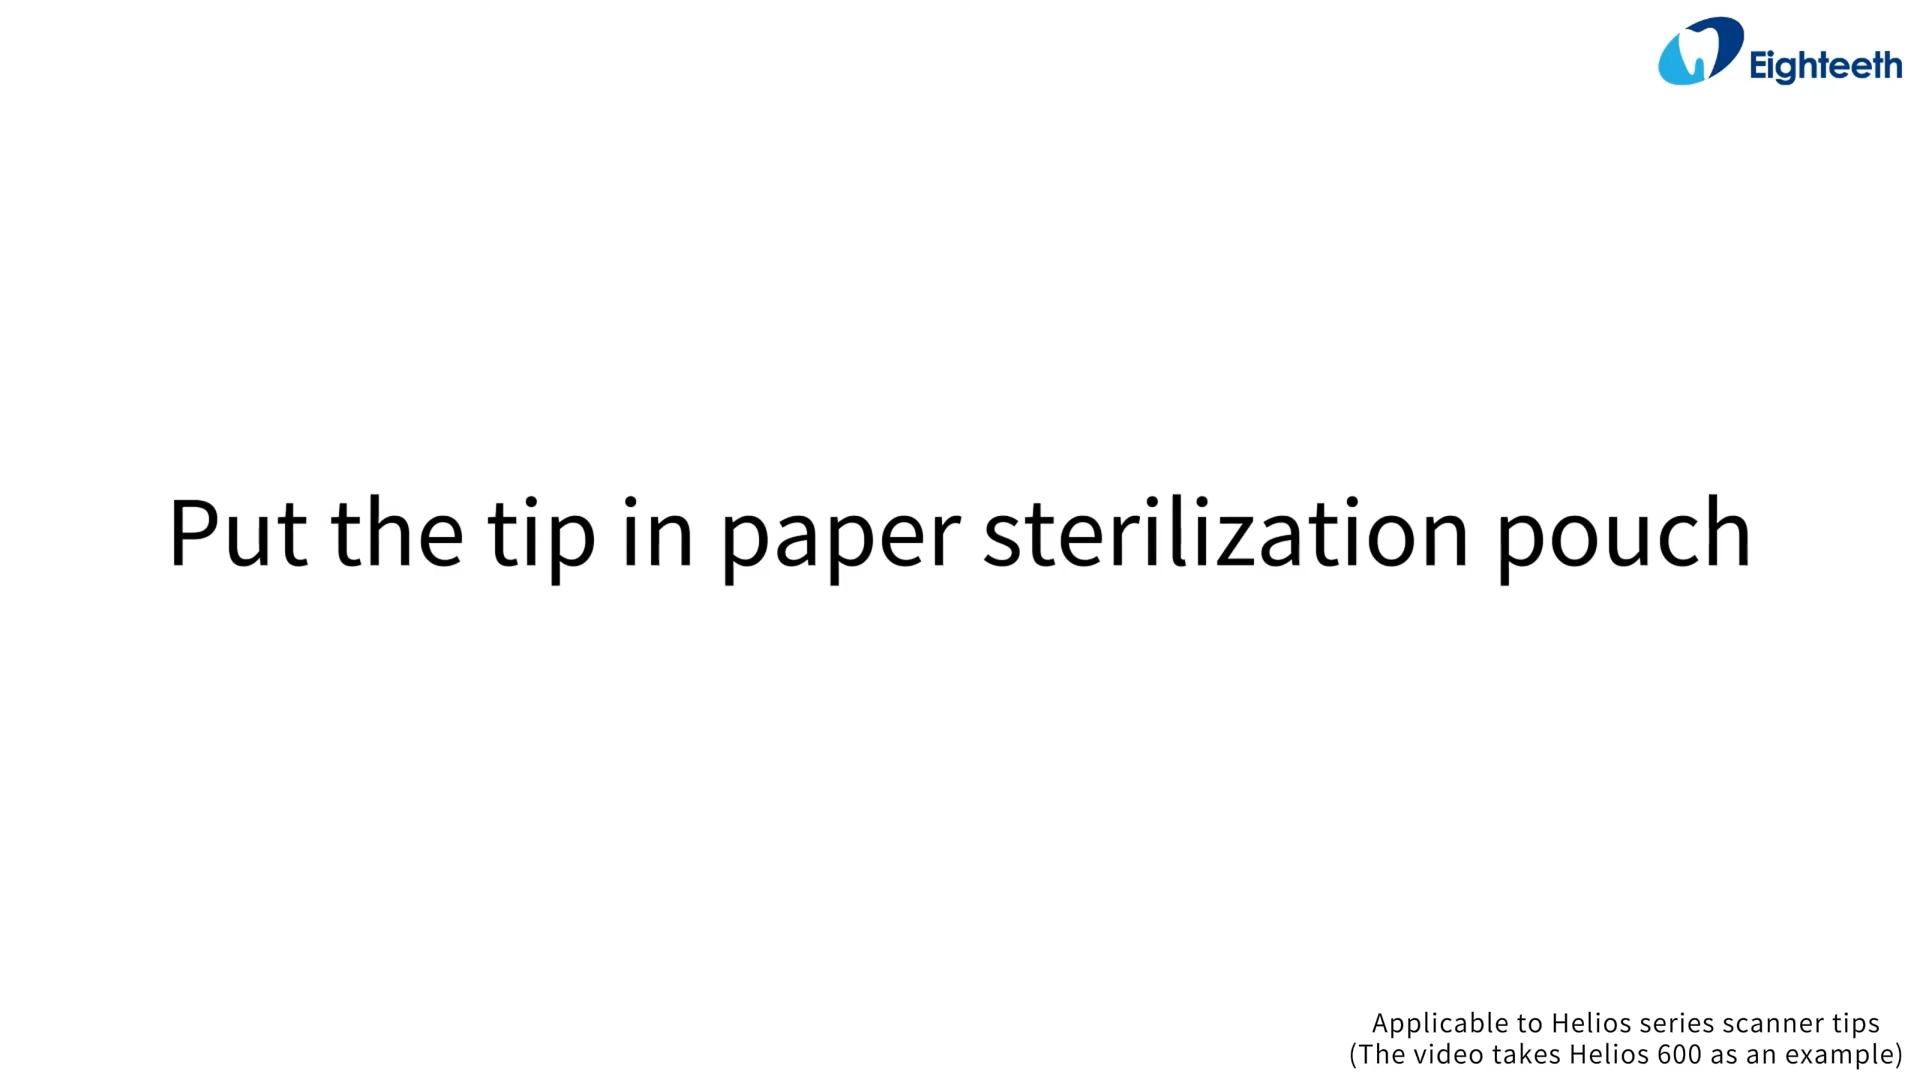 Eighteeth
Put the tip in paper sterilization pouch
Applicable to Helios series scanner tips
(The video takes Helios 600 as an example)